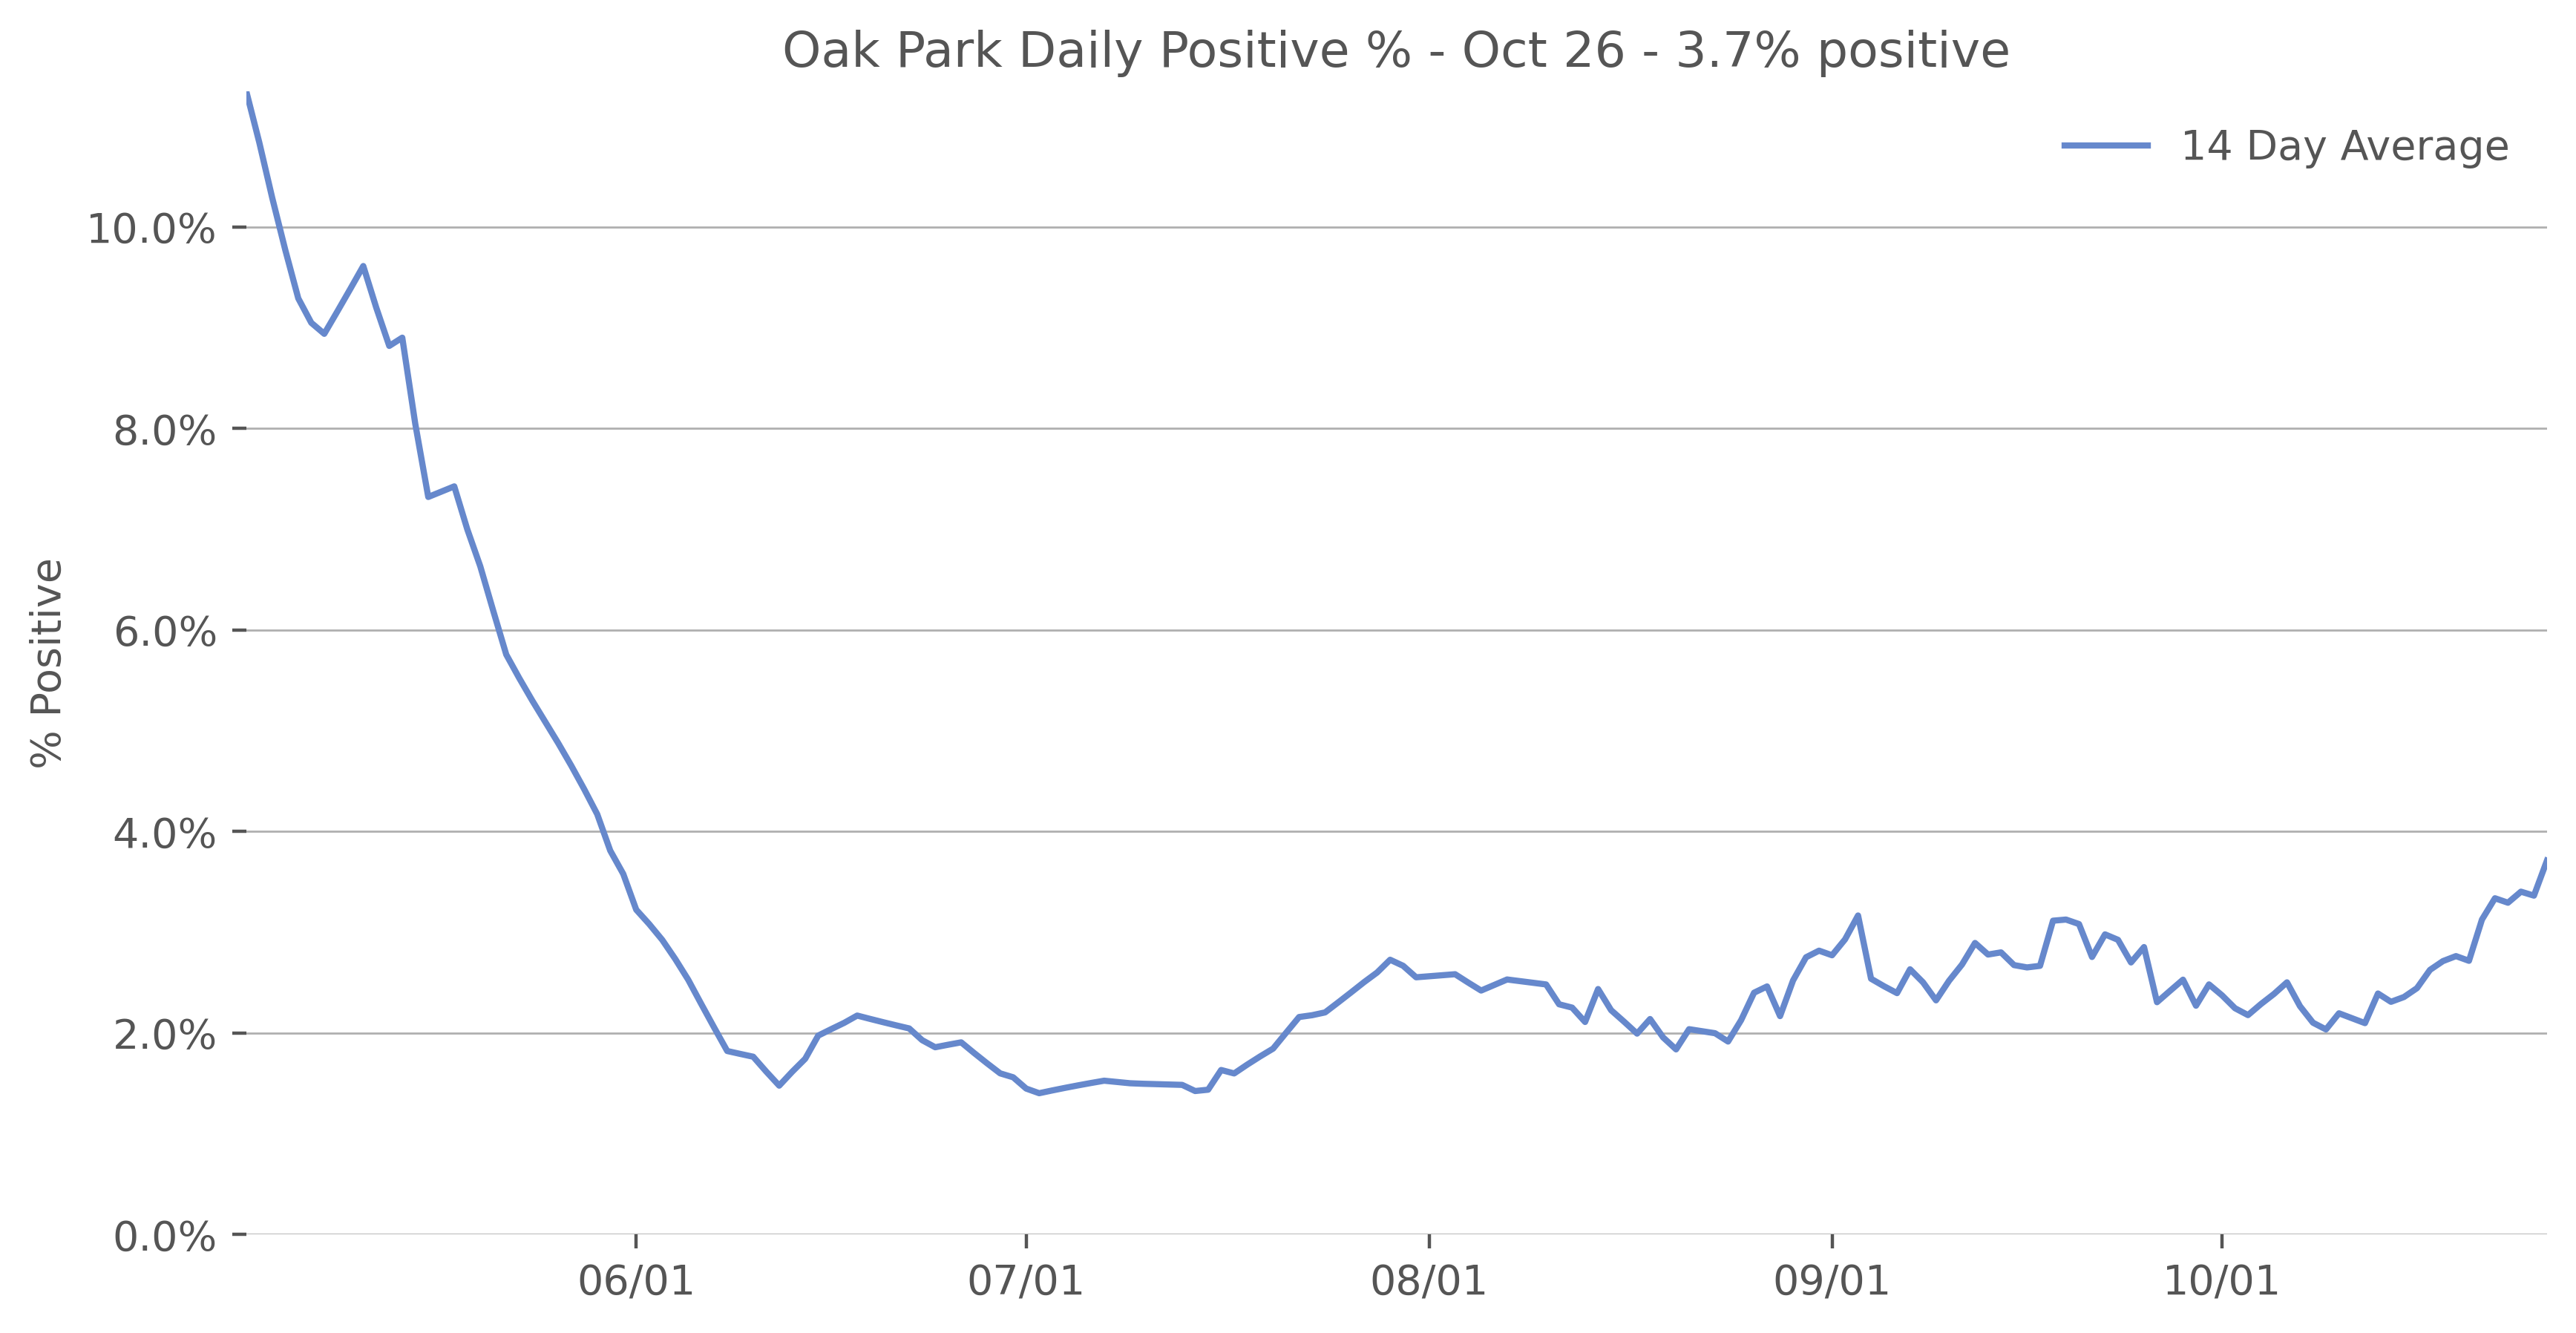 Oak Park Daily Positive % - Oct 26 - 3.7% positive
14 Day Average
% Positive
10.0%
8.0%
6.0%
4.0%
2.0%
0.0%
06/01 07/01 08/01 09/01 10/01